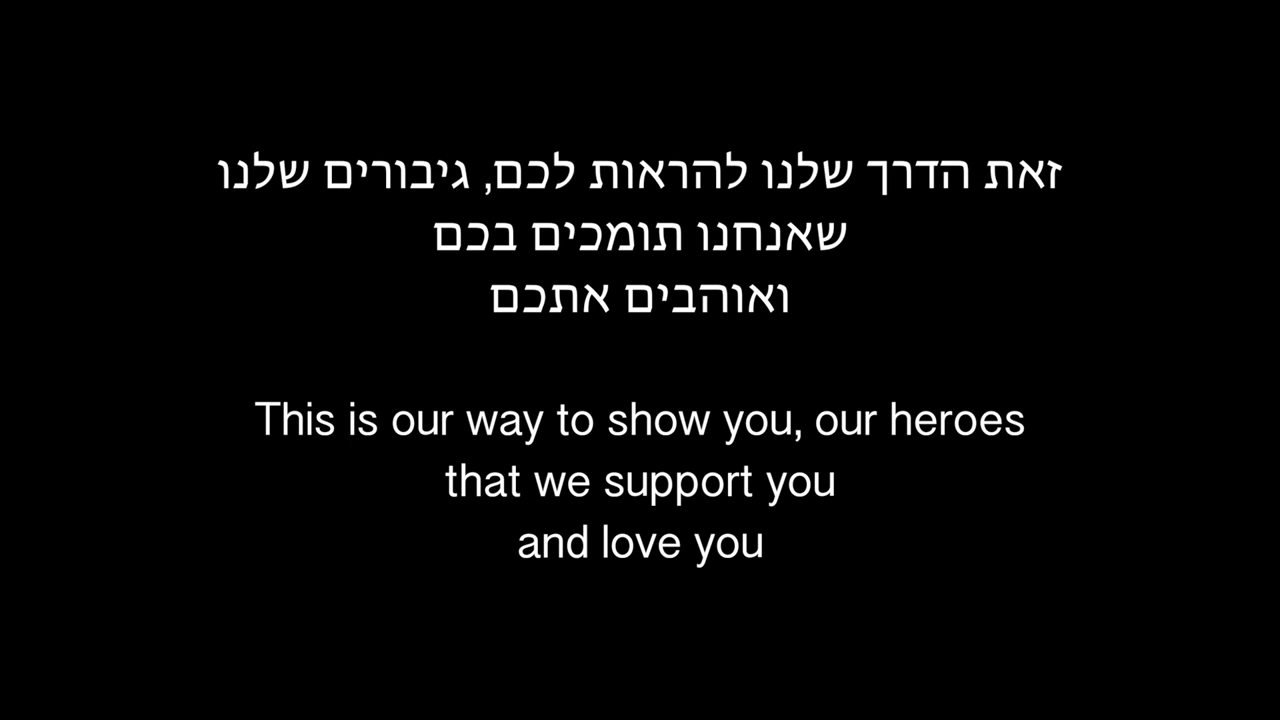 זאת הדרך שלנו להראות לכם, גיבורים שלנו
שאנחנו תומכים בכם
ואוהבים אתכם
This is our way to show you, our heroes
that we support you
and love you